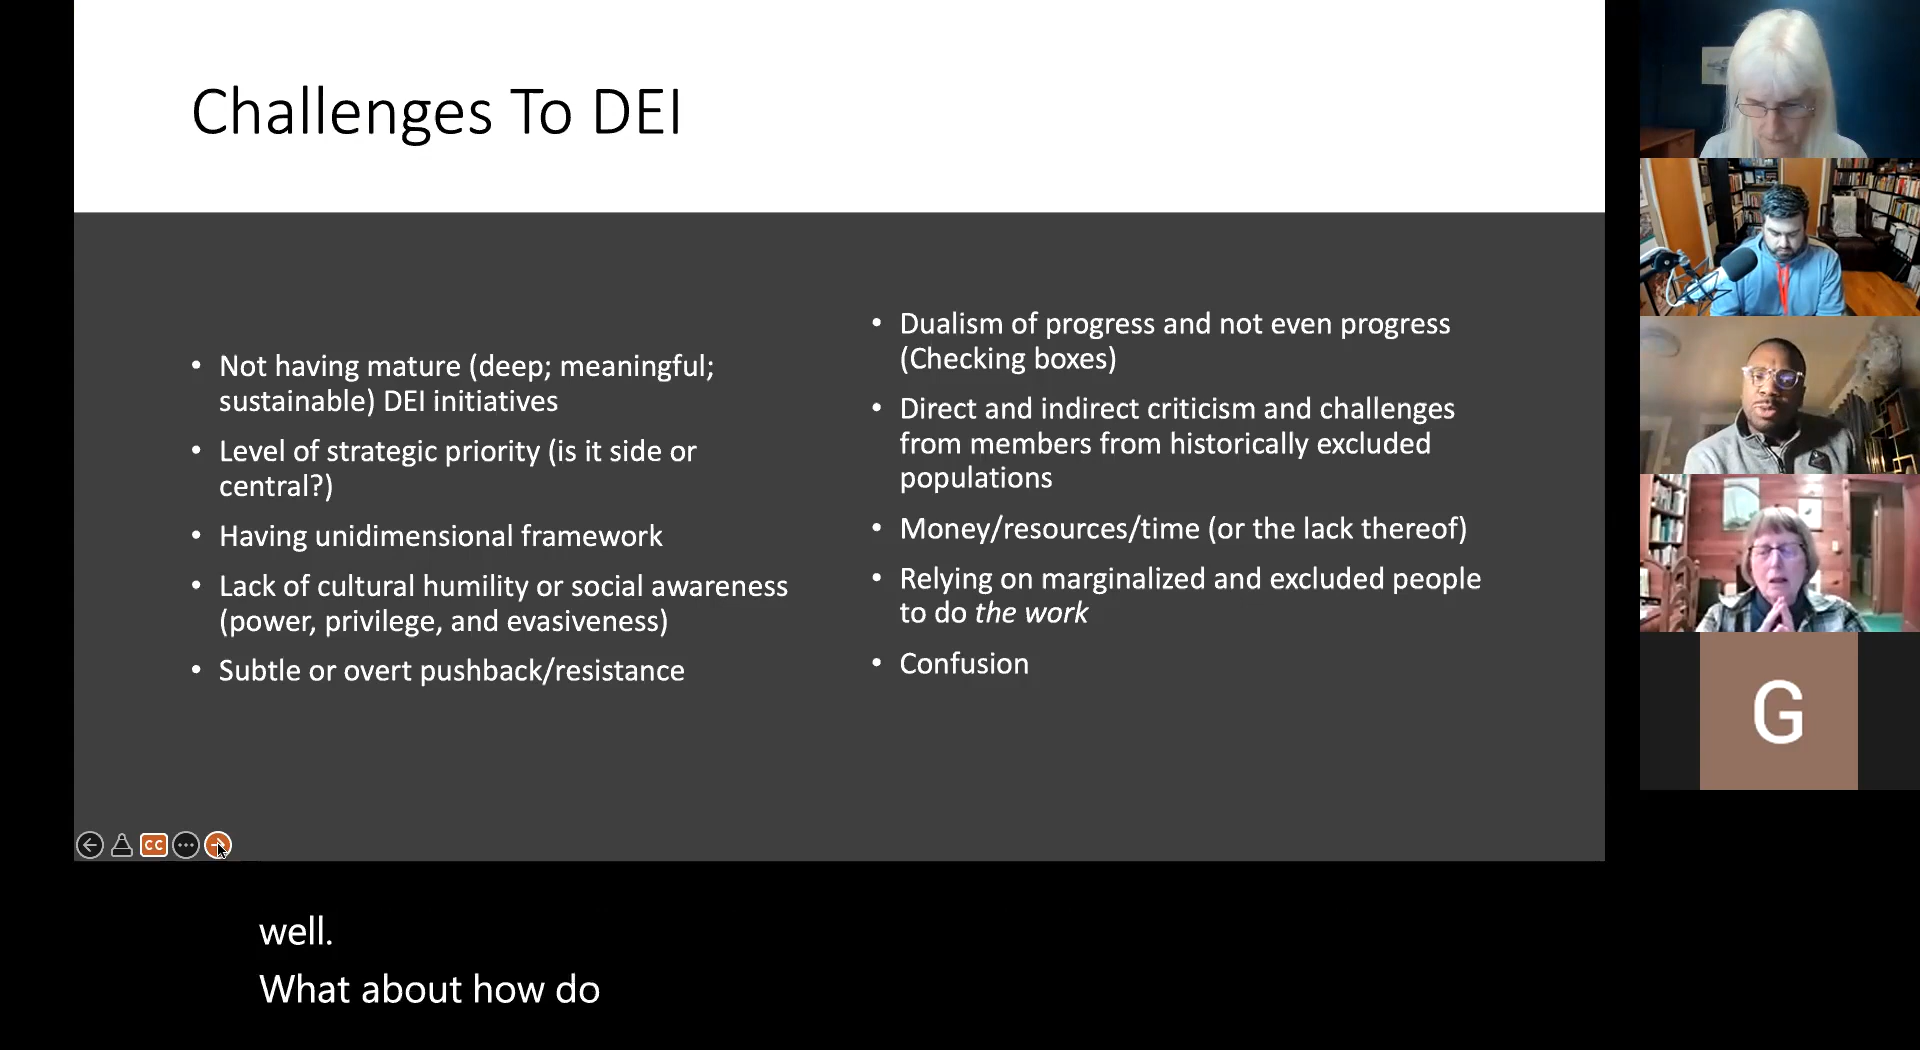 Challenges To DEI
• Not having mature (deep; meaningful;
sustainable) DEI initiatives
• Level of strategic priority (is it side or
central?)
• Having unidimensional framework
• Lack of cultural humility or social awareness
(power, privilege, and evasiveness)
• Subtle or overt pushback/resistance
• Dualism of progress and not even progress
(Checking boxes)
• Direct and indirect criticism and challenges
from members from historically excluded
populations
• Money/resources/time (or the lack thereof)
• Relying on marginalized and excluded people
to do the work
• Confusion
G
CC
well.
What about how do